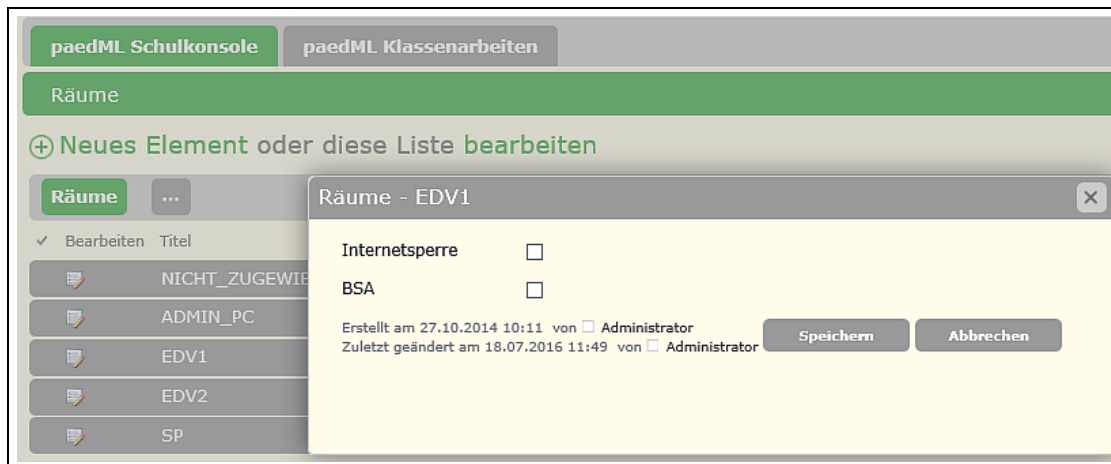 paedML Schulkonsole paedML Klassenarbeiten
Räume
Neues Element oder diese Liste bearbeiten
Räume ...
Bearbeiten Titel
NICHT_ZUGEWIE
ADMIN_PC
EDV1
EDV2
SP
Räume - EDV1
Internetsperre
BSA
Erstellt am 27.10.2014 10:11 von Administrator
Zuletzt geändert am 18.07.2016 11:49 von Administrator
Speichern Abbrechen